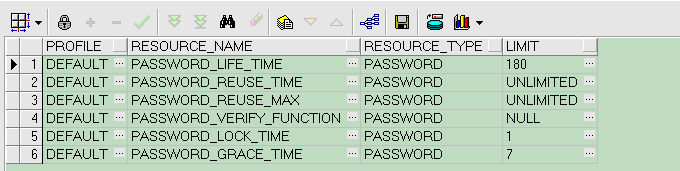 PROFILE RESOURCE_NAME RESOURCE_TYPE LIMIT
1 DEFAULT ... PASSWORD_LIFE_TIME ... PASSWORD ... 180
2 DEFAULT ... PASSWORD_REUSE_TIME ... PASSWORD ... UNLIMITED ...
3 DEFAULT ... PASSWORD_REUSE_MAX ... PASSWORD ... UNLIMITED ...
4 DEFAULT ... PASSWORD_VERIFY_FUNCTION ... PASSWORD ... NULL ...
5 DEFAULT ... PASSWORD_LOCK_TIME ... PASSWORD ... 1 ...
6 DEFAULT ... PASSWORD_GRACE_TIME ... PASSWORD ... 7 ...